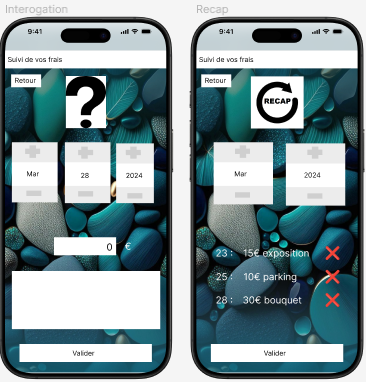 Interogation
9:41
Suivi de vos frais
Retour
?
Mar
28
2024
0 €
Valider
Recap
9:41
Suivi de vos frais
Retour
RECAP
Mar
2024
23 : 15€ exposition
25 : 10€ parking
28 : 30€ bouquet
Valider